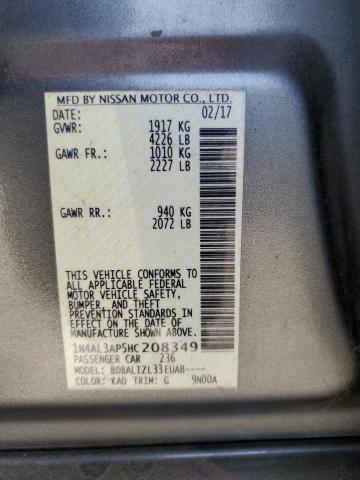 MFD BY NISSAN MOTOR CO., LTD.
DATE: 02/17
GVWR: 1917 KG
4226 LB
GAWR FR.: 1010 KG
2227 LB
GAWR RR.: 940 KG
2072 LB
THIS VEHICLE CONFORMS TO
ALL APPLICABLE FEDERAL
MOTOR VEHICLE SAFETY,
BUMPER, AND THEFT PREVENTION
STANDARDS IN EFFECT ON THE
DATE OF MANUFACTURE SHOWN
ABOVE.
1N4AL3AP5HC208349
PASSENGER CAR 236
MODEL: BDBALTZL33EUAB----
COLOR: KAD TRIM: G 9N00A